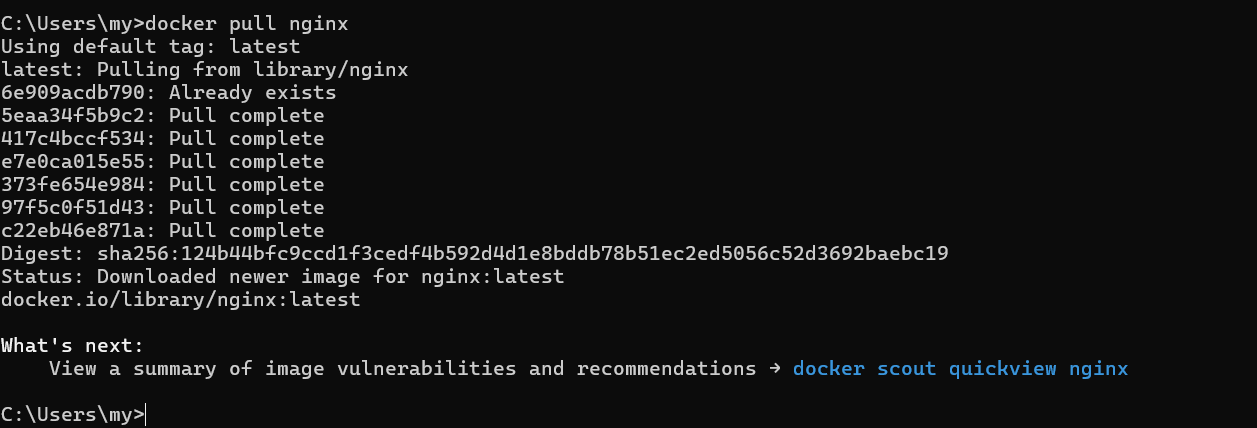 C:\Users\my>docker pull nginx
Using default tag: latest
latest: Pulling from library/nginx
6e909acdb790: Already exists
5eaa34f5b9c2: Pull complete
417c4bccf534: Pull complete
e7e0ca015e55: Pull complete
373fe654e984: Pull complete
97f5c0f51d43: Pull complete
c22eb46e871a: Pull complete
Digest: sha256:124b44bfc9ccd1f3cedf4b592d4d1e8bddb78b51ec2ed5056c52d3692baebc19
Status: Downloaded newer image for nginx:latest
docker.io/library/nginx:latest

What's next:
    View a summary of image vulnerabilities and recommendations → docker scout quickview nginx

C:\Users\my>